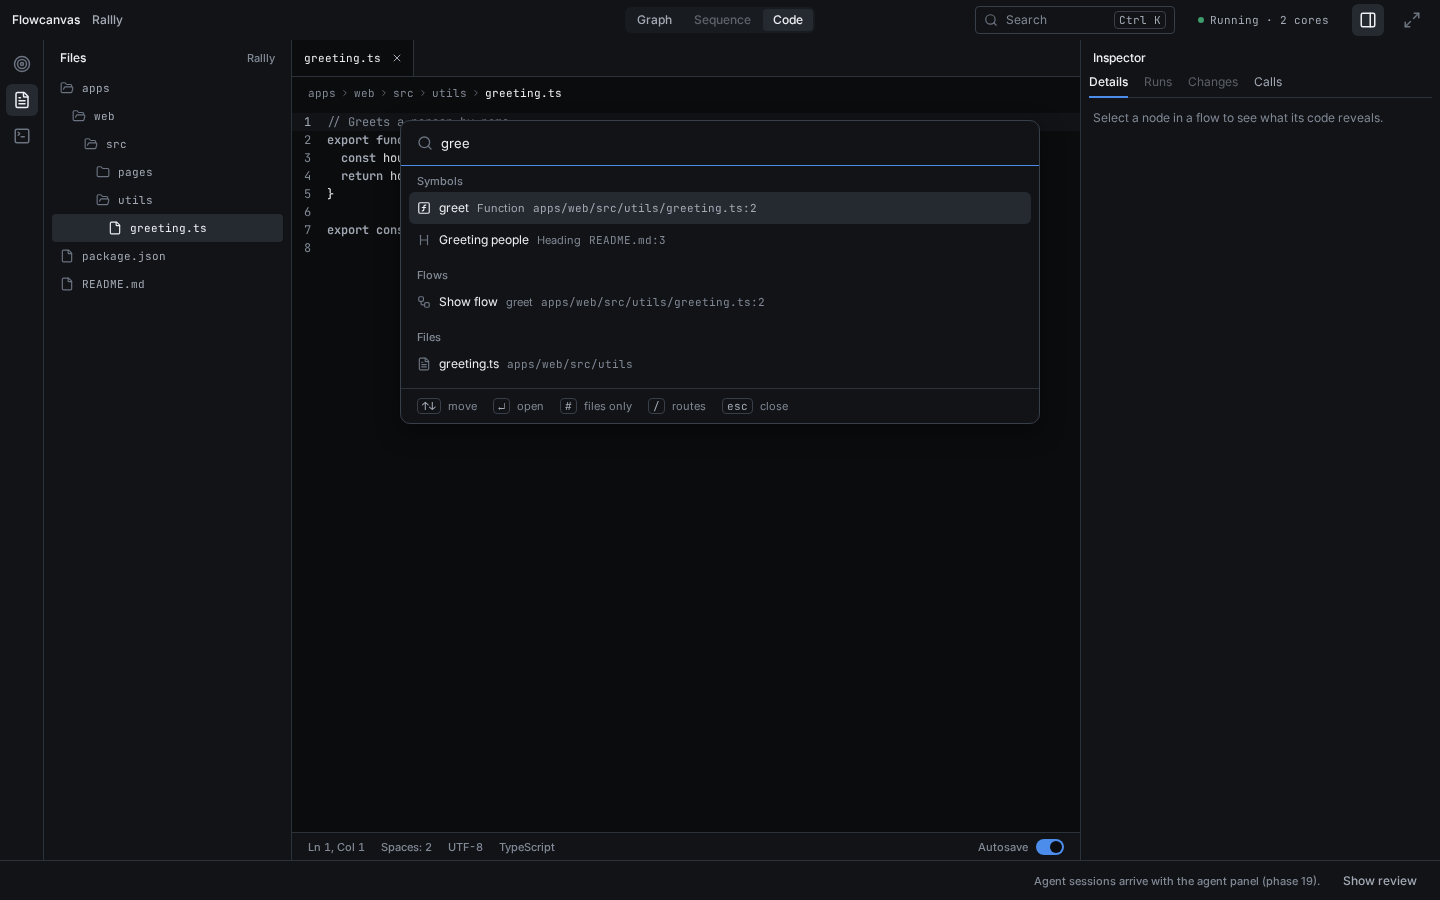 Flowcanvas Rallly
Graph Sequence Code
Search Ctrl K
Running · 2 cores
Files Rallly
apps
web
src
pages
utils
greeting.ts
package.json
README.md
greeting.ts
apps › web › src › utils › greeting.ts
1 // Greets a
2 export func
3 const hou
4 return ho
5 }
6
7 export cons
8
gree
Symbols
greet Function apps/web/src/utils/greeting.ts:2
Greeting people Heading README.md:3
Flows
Show flow greet apps/web/src/utils/greeting.ts:2
Files
greeting.ts apps/web/src/utils
↑↓ move ↵ open # files only / routes esc close
Ln 1, Col 1 Spaces: 2 UTF-8 TypeScript
Autosave
Inspector
Details Runs Changes Calls
Select a node in a flow to see what its code reveals.
Agent sessions arrive with the agent panel (phase 19). Show review